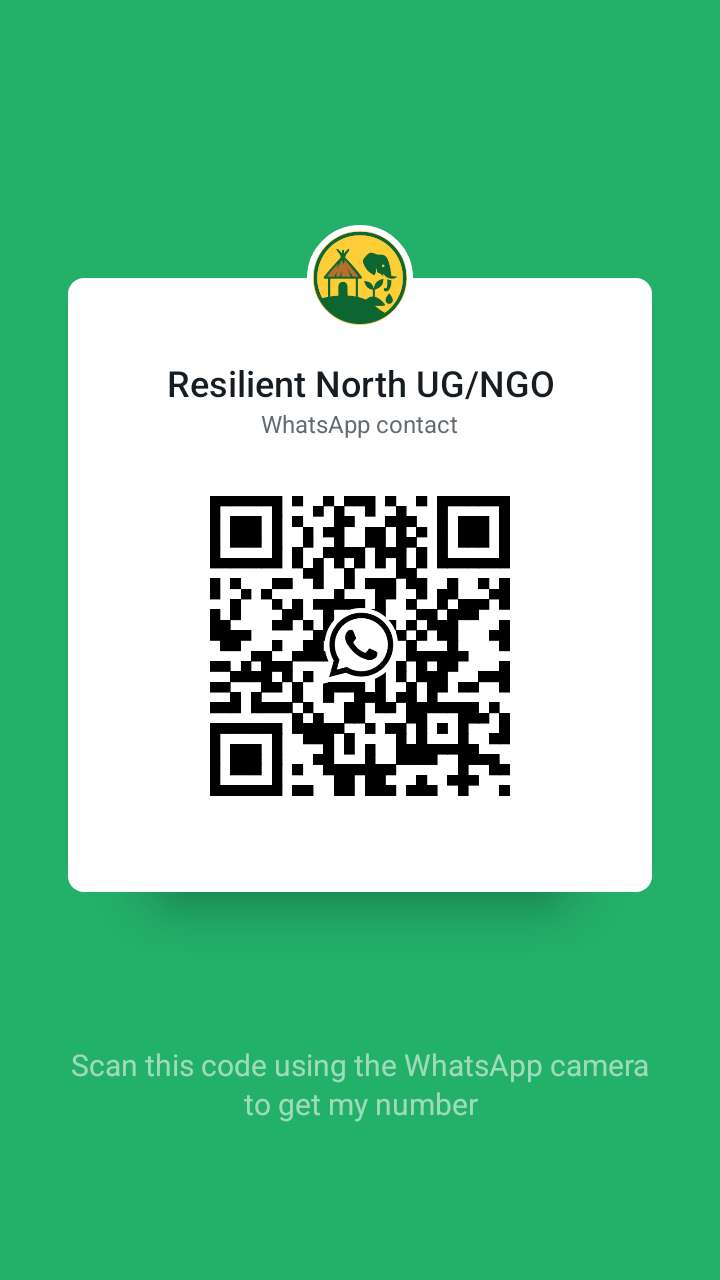 Resilient North UG/NGO
WhatsApp contact
Scan this code using the WhatsApp camera
to get my number